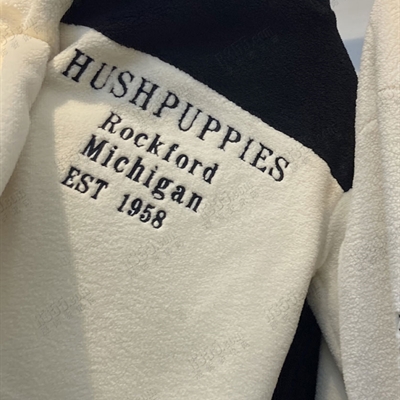 HUSHPUPPIES
Rockford
Michigan
EST 1958